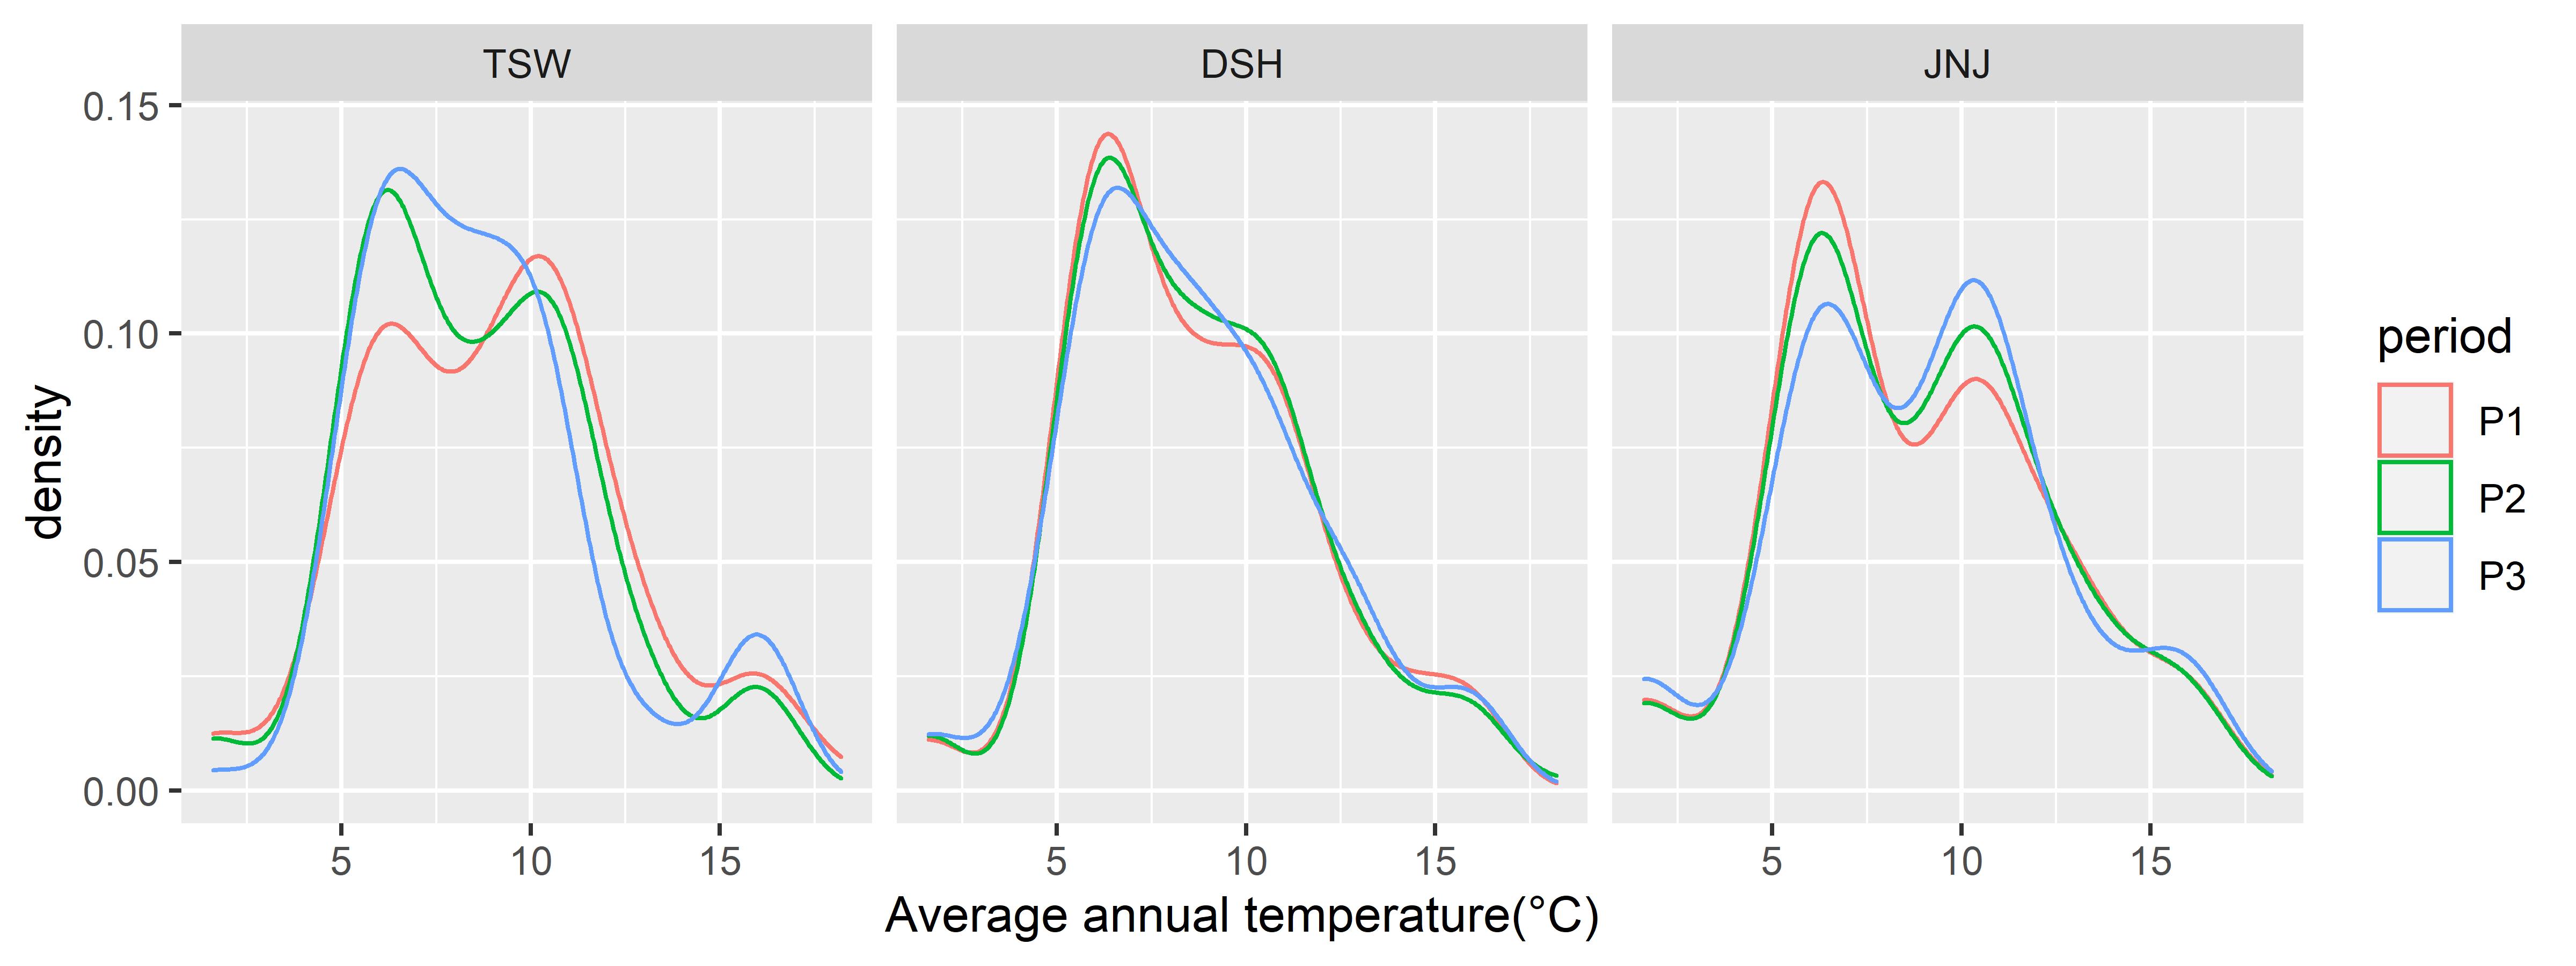 TSW DSH JNJ
0.15
0.10
0.05
0.00
density
5 10 15 5 10 15 5 10 15
Average annual temperature(°C)
period
P1
P2
P3